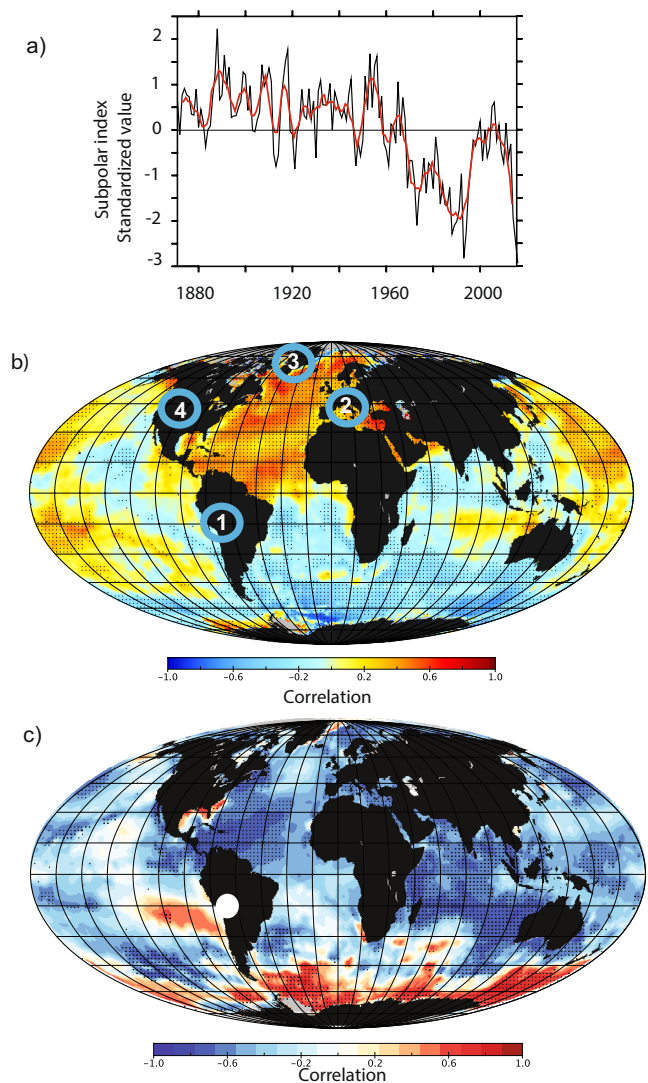 a)
Subpolar index
Standardized value
2
1
0
-1
-2
-3
1880 1920 1960 2000
b)
3
4
2
1
-1.0 -0.6 -0.2 0.2 0.6 1.0
Correlation
c)
-1.0 -0.6 -0.2 0.2 0.6 1.0
Correlation